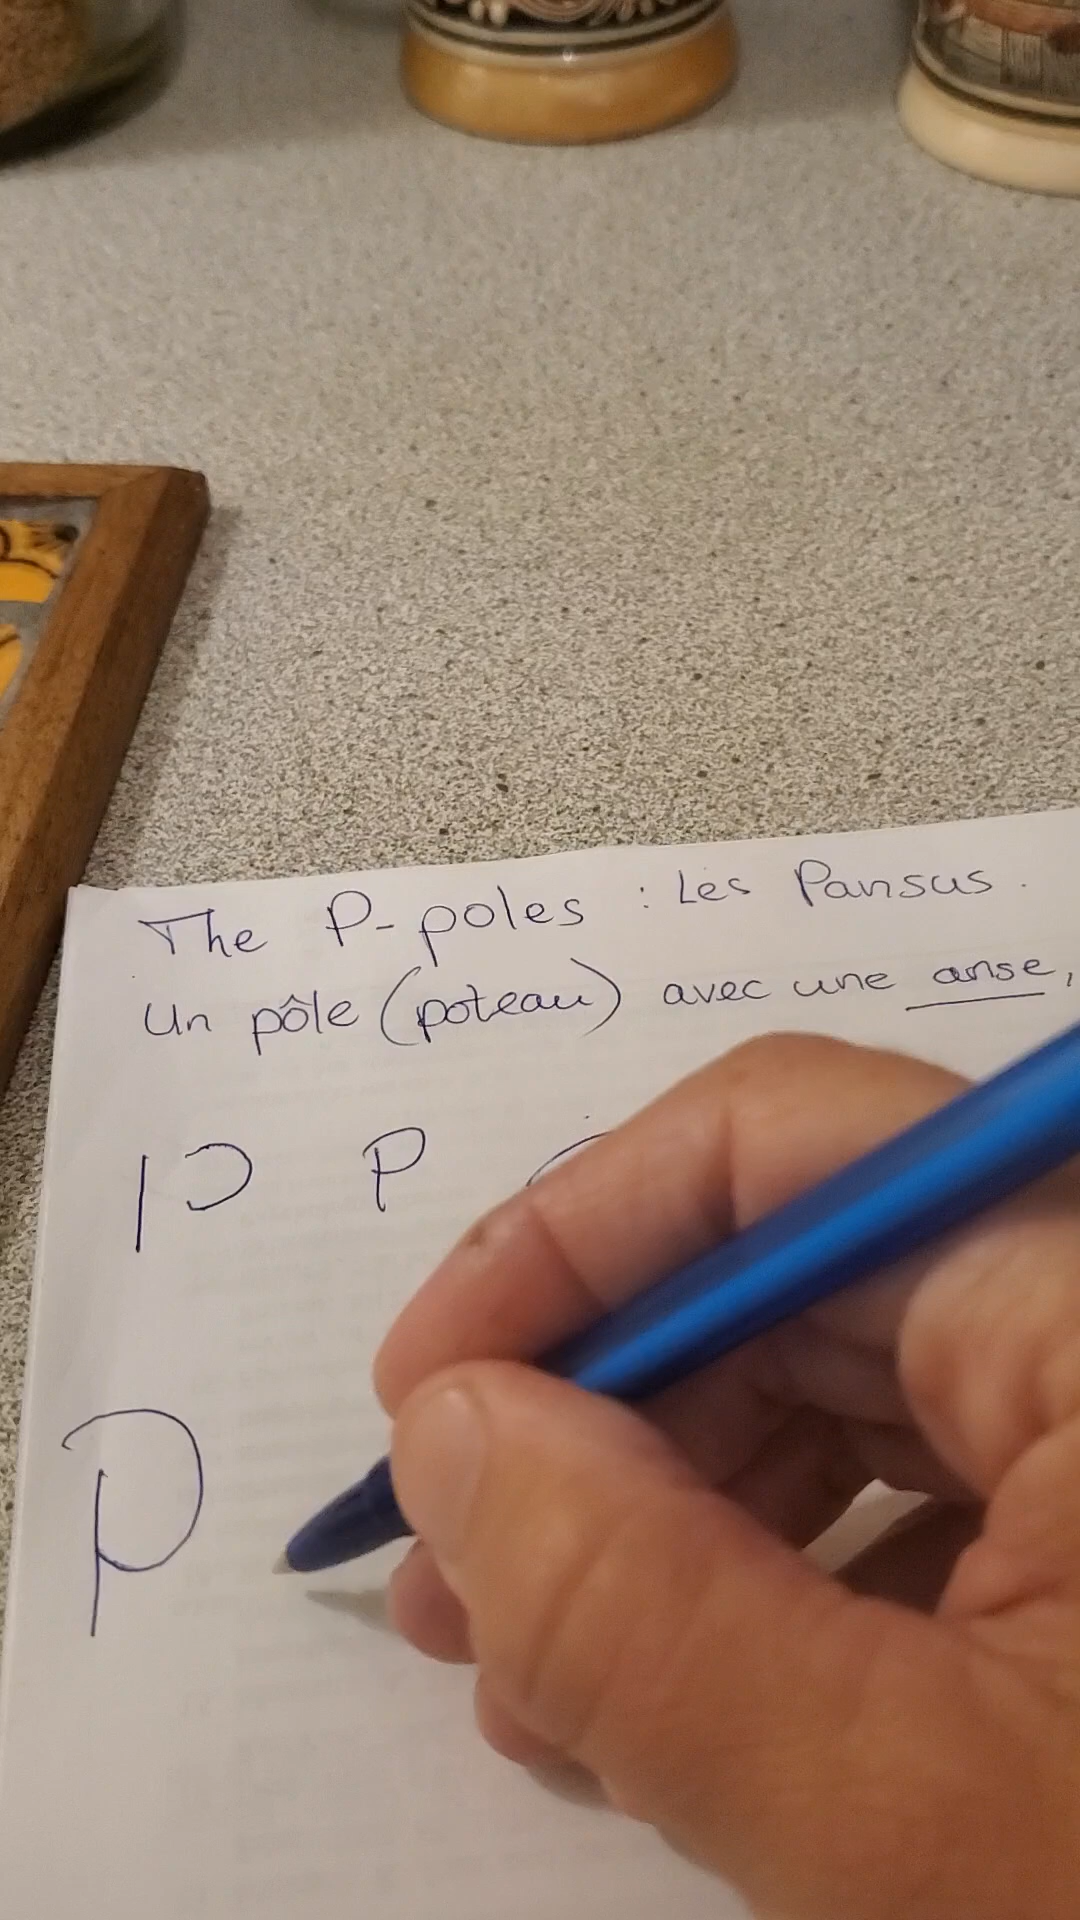 The P-poles : Les Pansus.
Un pôle (poteau) avec une anse,
I Ɔ P
P